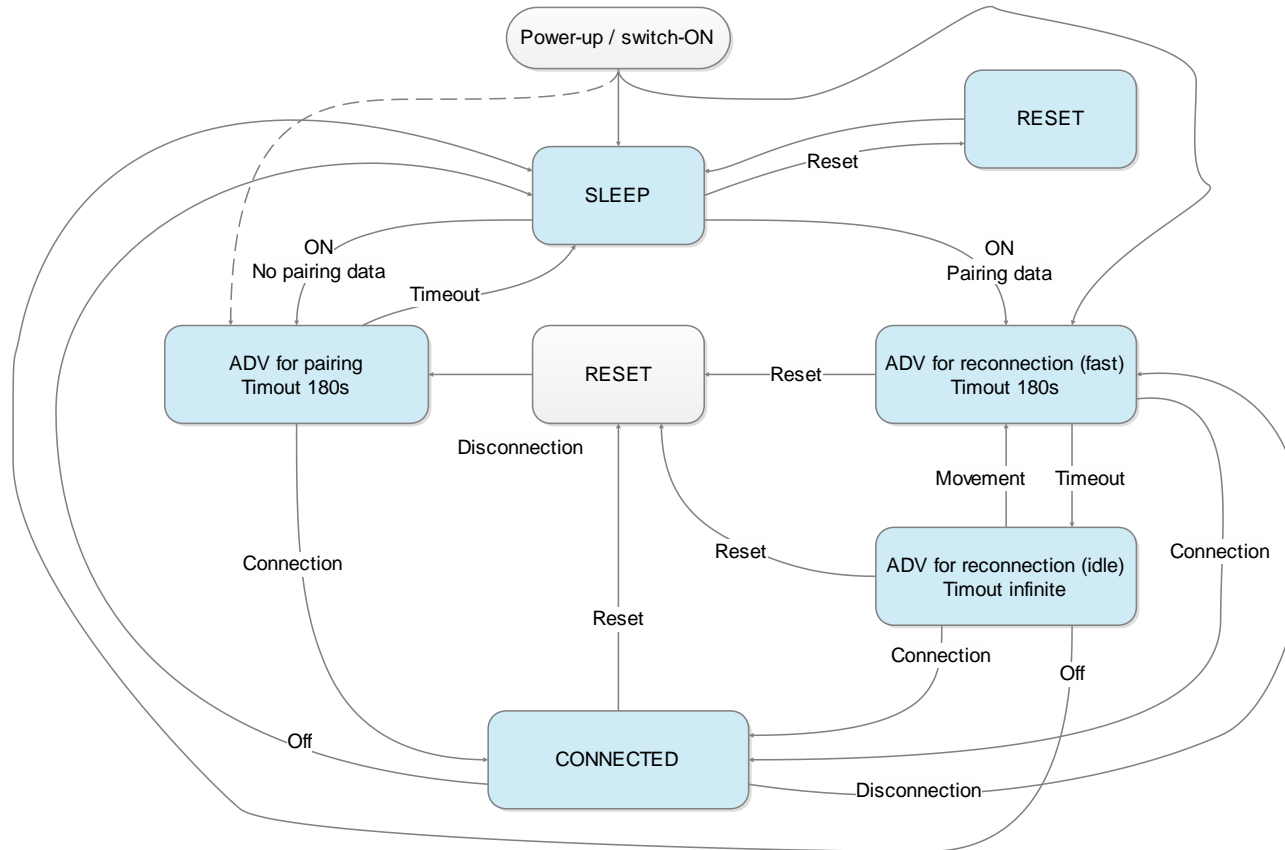 Power-up / switch-ON
RESET
Reset
SLEEP
ON
No pairing data
ON
Pairing data
Timeout
ADV for pairing
Timout 180s
RESET
Reset
ADV for reconnection (fast)
Timout 180s
Disconnection
Movement
Timeout
Connection
Reset
Connection
ADV for reconnection (idle)
Timout infinite
Reset
Connection
Off
Off
CONNECTED
Disconnection